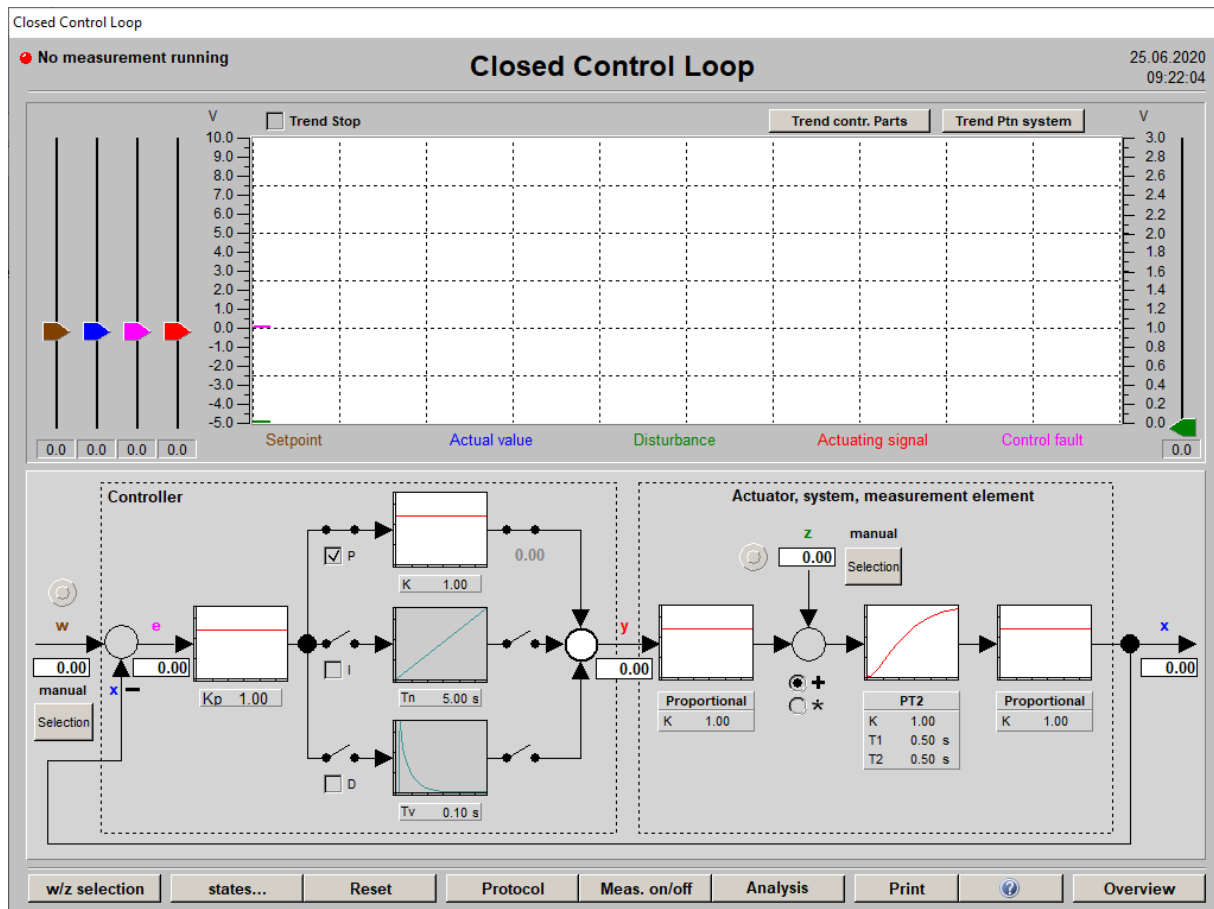 Closed Control Loop
No measurement running
Closed Control Loop
25.06.2020
09:22:04
V
Trend Stop
Trend contr. Parts
Trend Ptn system
V
10.0
9.0
8.0
7.0
6.0
5.0
4.0
3.0
2.0
1.0
0.0
-1.0
-2.0
-3.0
-4.0
-5.0
3.0
2.8
2.6
2.4
2.2
2.0
1.8
1.6
1.4
1.2
1.0
0.8
0.6
0.4
0.2
0.0
0.0 0.0 0.0 0.0
Setpoint Actual value Disturbance Actuating signal Control fault
0.0
Controller
P
0.00
K 1.00
w
0.00
manual
Selection
e
0.00
x
Kp 1.00
I
Tn 5.00 s
D
Tv 0.10 s
y
0.00
Actuator, system, measurement element
z
0.00
manual
Selection
+
*
Proportional
K 1.00
PT2
K 1.00
T1 0.50 s
T2 0.50 s
Proportional
K 1.00
x
0.00
w/z selection states... Reset Protocol Meas. on/off Analysis Print ? Overview